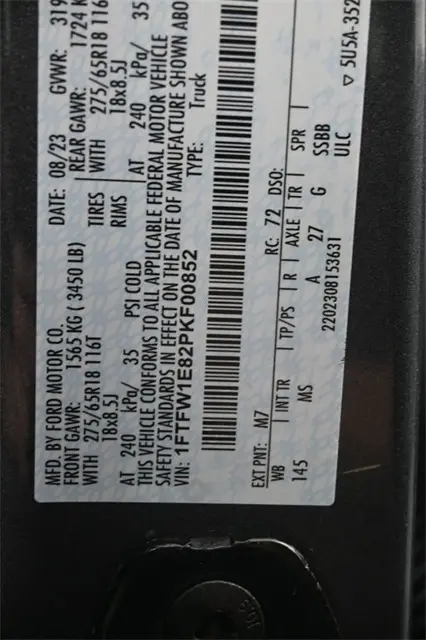 MFD. BY FORD MOTOR CO.
DATE: 08/23 GVWR: 319
FRONT GAWR: 1565 KG ( 3450 LB) REAR GAWR: 1724 K
WITH 275/65R18 116T TIRES WITH 275/65R18 116
18x8.5J RIMS 18x8.5J
AT 240 kPa/ 35 PSI COLD AT 240 kPa/ 35
THIS VEHICLE CONFORMS TO ALL APPLICABLE FEDERAL MOTOR VEHICLE
SAFETY STANDARDS IN EFFECT ON THE DATE OF MANUFACTURE SHOWN ABO
VIN: 1FTFW1E82PKF00852 TYPE: Truck
EXT PNT: M7 RC: 72 DSO:
WB INT TR TP/PS R AXLE TR SPR
145 MS A 27 G SSBB
2202308153631 ULC
▽ 5U5A-352